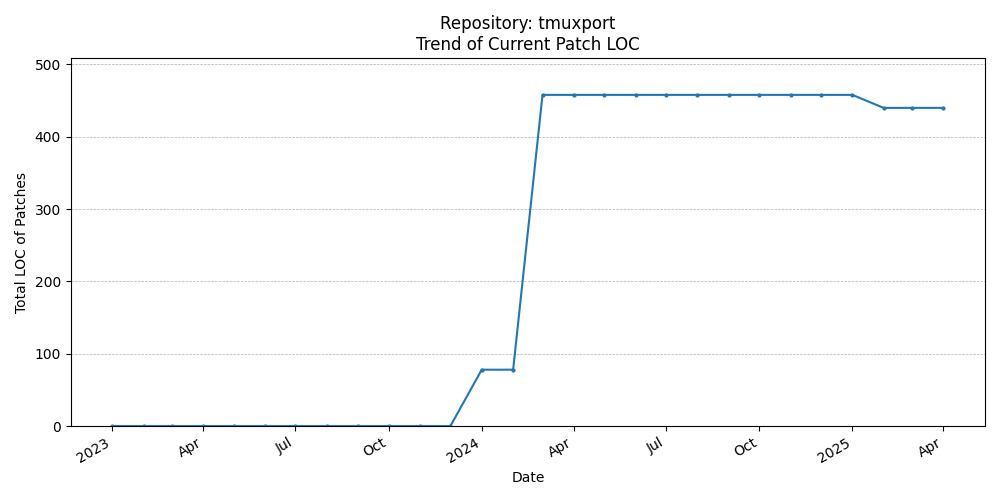 Repository: tmuxport
Trend of Current Patch LOC
Total LOC of Patches
500
400
300
200
100
0
2023
Apr
Jul
Oct
2024
Apr
Jul
Oct
2025
Apr
Date